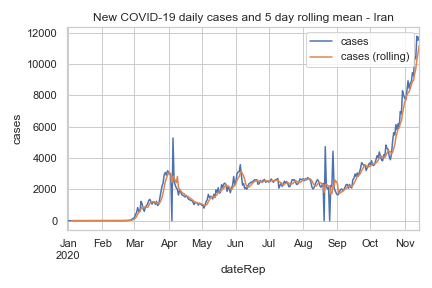 New COVID-19 daily cases and 5 day rolling mean - Iran
12000
10000
8000
6000
4000
2000
0
cases
cases
cases (rolling)
Jan Feb Mar Apr May Jun Jul Aug Sep Oct Nov
2020
dateRep